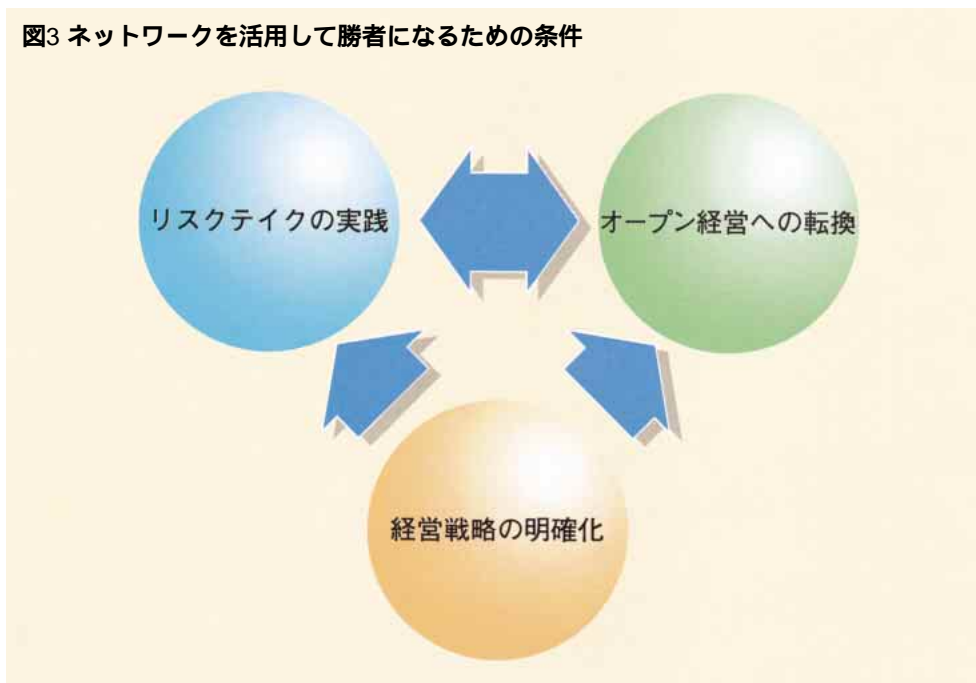 図3 ネットワークを活用して勝者になるための条件
リスクテイクの実践
オープン経営への転換
経営戦略の明確化